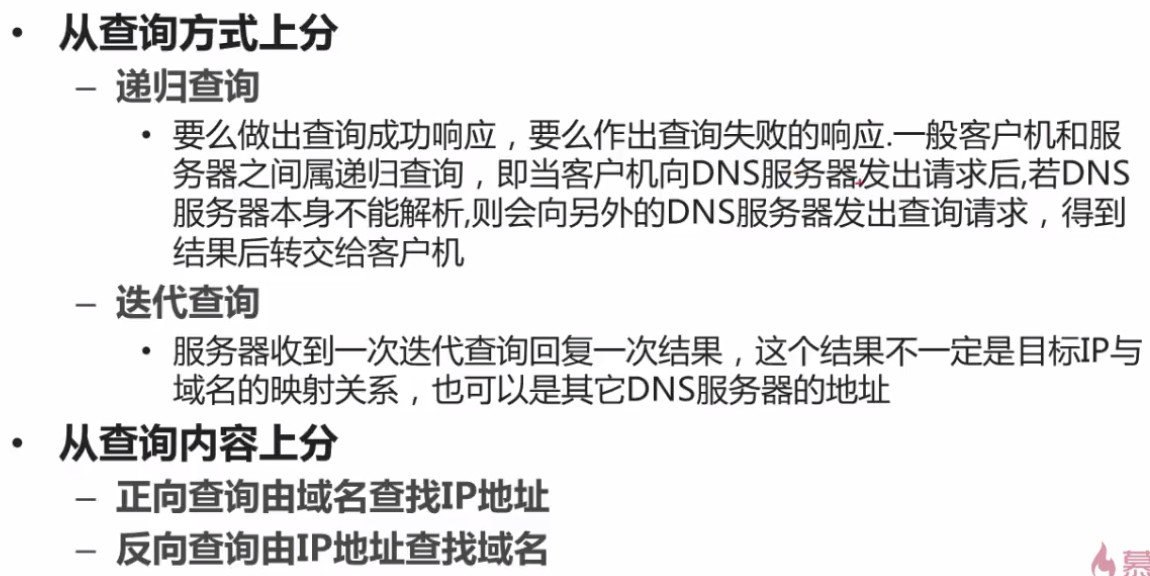 • 从查询方式上分
– 递归查询
• 要么做出查询成功响应，要么作出查询失败的响应.一般客户机和服
务器之间属递归查询，即当客户机向DNS服务器发出请求后,若DNS
服务器本身不能解析,则会向另外的DNS服务器发出查询请求，得到
结果后转交给客户机
– 迭代查询
• 服务器收到一次迭代查询回复一次结果，这个结果不一定是目标IP与
域名的映射关系，也可以是其它DNS服务器的地址
• 从查询内容上分
– 正向查询由域名查找IP地址
– 反向查询由IP地址查找域名
慕